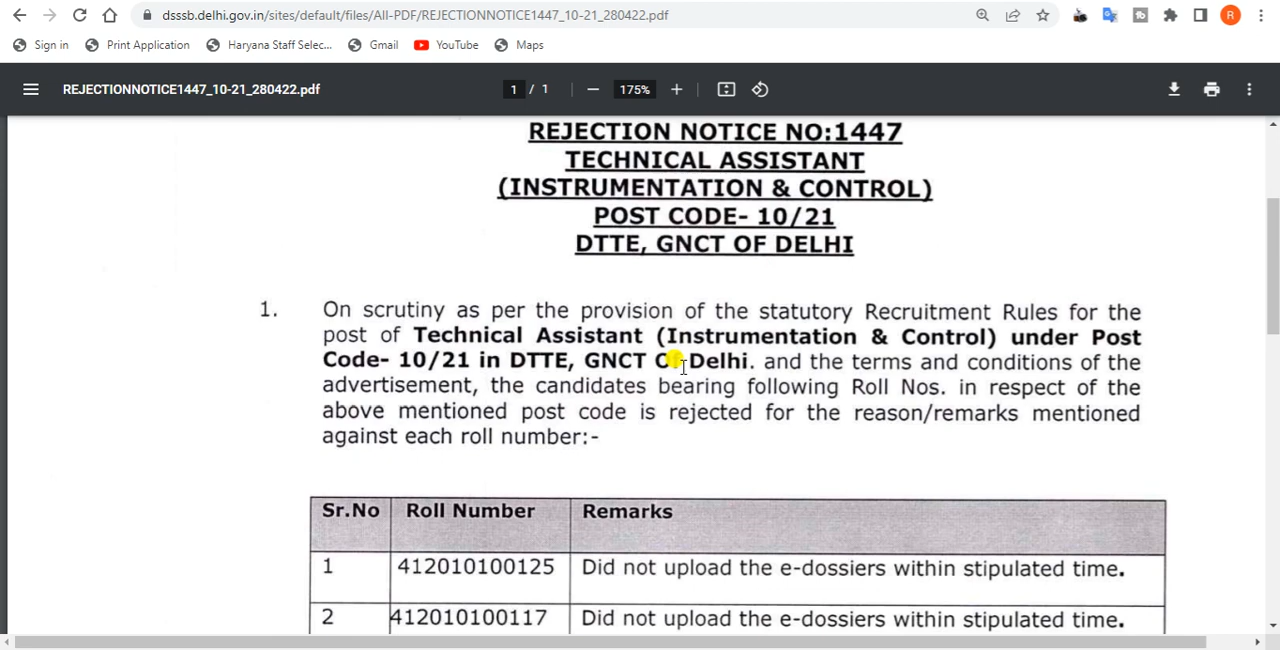 dsssb.delhi.gov.in/sites/default/files/All-PDF/REJECTIONNOTICE1447_10-21_280422.pdf
R
Sign in Print Application Haryana Staff Selec... Gmail YouTube Maps
REJECTIONNOTICE1447_10-21_280422.pdf 1 / 1 175%
REJECTION NOTICE NO:1447
TECHNICAL ASSISTANT
(INSTRUMENTATION & CONTROL)
POST CODE- 10/21
DTTE, GNCT OF DELHI
1. On scrutiny as per the provision of the statutory Recruitment Rules for the
post of Technical Assistant (Instrumentation & Control) under Post
Code- 10/21 in DTTE, GNCT Of Delhi. and the terms and conditions of the
advertisement, the candidates bearing following Roll Nos. in respect of the
above mentioned post code is rejected for the reason/remarks mentioned
against each roll number:-
Sr.No Roll Number Remarks
1 412010100125 Did not upload the e-dossiers within stipulated time.
2 412010100117 Did not upload the e-dossiers within stipulated time.